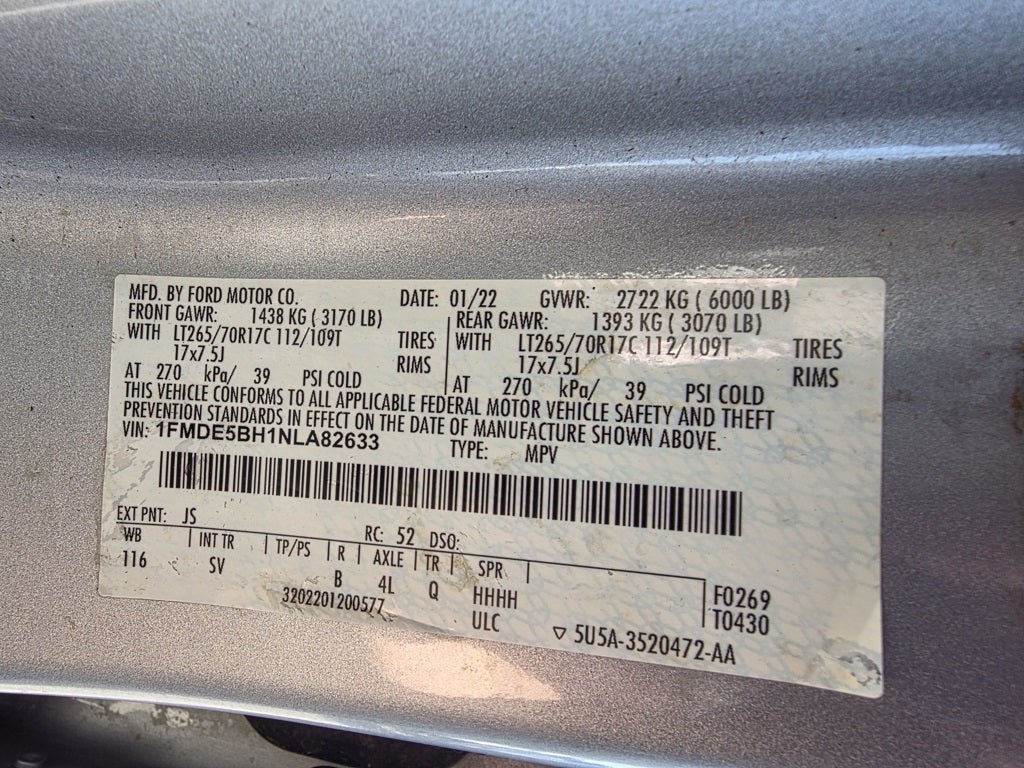 MFD. BY FORD MOTOR CO. DATE: 01/22 GVWR: 2722 KG ( 6000 LB)
FRONT GAWR: 1438 KG ( 3170 LB) REAR GAWR: 1393 KG ( 3070 LB)
WITH LT265/70R17C 112/109T TIRES WITH LT265/70R17C 112/109T TIRES
17x7.5J RIMS 17x7.5J RIMS
AT 270 kPa/ 39 PSI COLD AT 270 kPa/ 39 PSI COLD
THIS VEHICLE CONFORMS TO ALL APPLICABLE FEDERAL MOTOR VEHICLE SAFETY AND THEFT
PREVENTION STANDARDS IN EFFECT ON THE DATE OF MANUFACTURE SHOWN ABOVE.
VIN: 1FMDE5BH1NLA82633 TYPE: MPV
EXT PNT: JS RC: 52 DSO:
WB INT TR TP/PS R AXLE TR SPR
116 SV B 4L Q HHHH F0269
3202201200577 ULC T0430
▽ 5U5A-3520472-AA